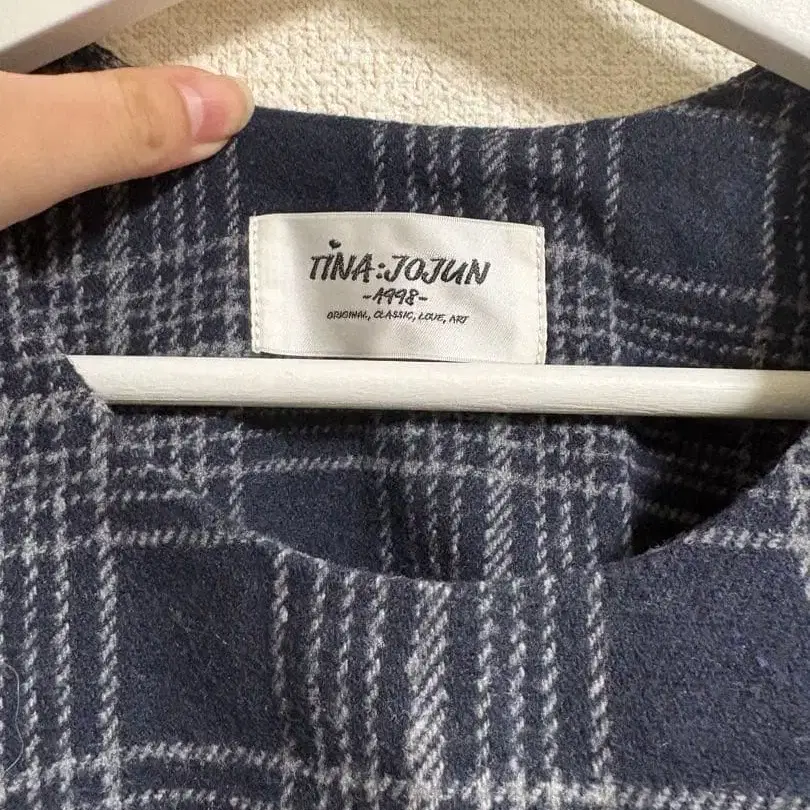 TINA:JOJUN
-1998-
ORIGINAL, CLASSIC, LOVE, ART